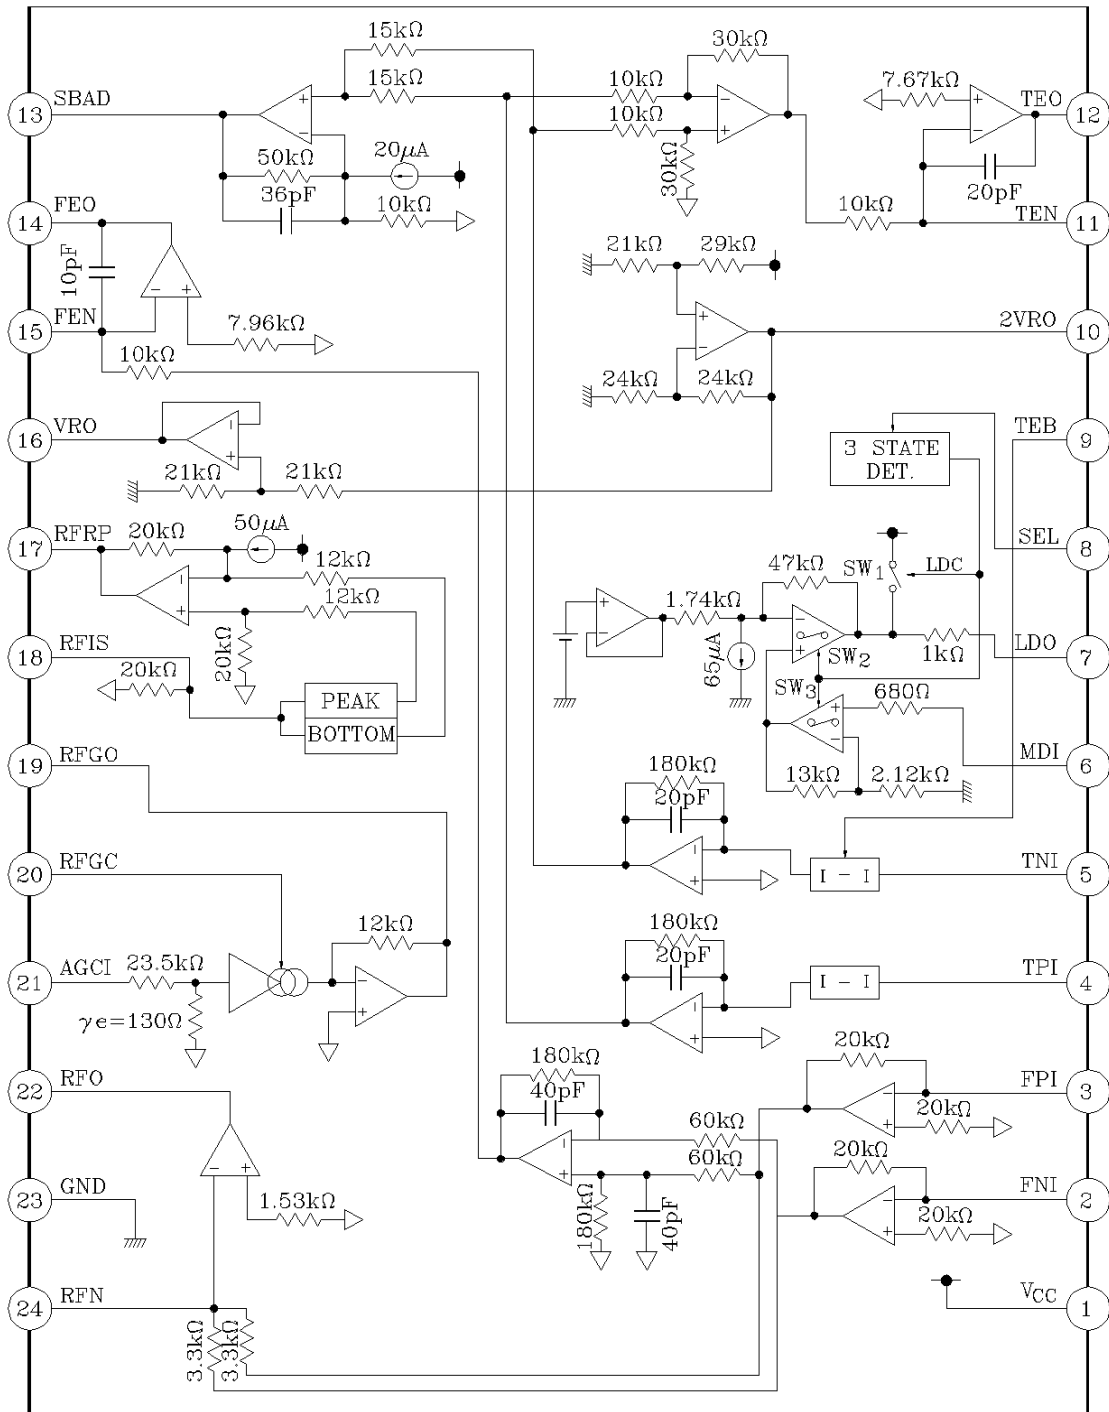 15kΩ
15kΩ
30kΩ
10kΩ
10kΩ
30kΩ
7.67kΩ
13 SBAD
TEO 12
50kΩ
20μA
36pF
10kΩ
20pF
14 FEO
10kΩ
TEN 11
10pF
21kΩ
29kΩ
15 FEN
7.96kΩ
2VRO 10
10kΩ
24kΩ
24kΩ
16 VRO
TEB 9
3 STATE
DET.
21kΩ
21kΩ
17 RFRP
20kΩ
50μA
12kΩ
12kΩ
SEL 8
47kΩ
SW1
LDC
1.74kΩ
20kΩ
18 RFIS
20kΩ
65μA
SW2
1kΩ
LDO 7
SW3
680Ω
PEAK
BOTTOM
19 RFGO
MDI 6
180kΩ
20pF
13kΩ
2.12kΩ
20 RFGC
I - I
TNI 5
12kΩ
180kΩ
20pF
21 AGCI
23.5kΩ
I - I
TPI 4
γe=130Ω
180kΩ
40pF
20kΩ
22 RFO
FPI 3
20kΩ
60kΩ
60kΩ
20kΩ
180kΩ
40pF
23 GND
1.53kΩ
FNI 2
20kΩ
24 RFN
3.3kΩ
3.3kΩ
VCC 1
+
-
+
-
-
+
+
-
-
+
+
-
-
+
-
+
+
-
-
+
+
-
-
+
-
+
-
+
-
+
-
+
-
+
-
+